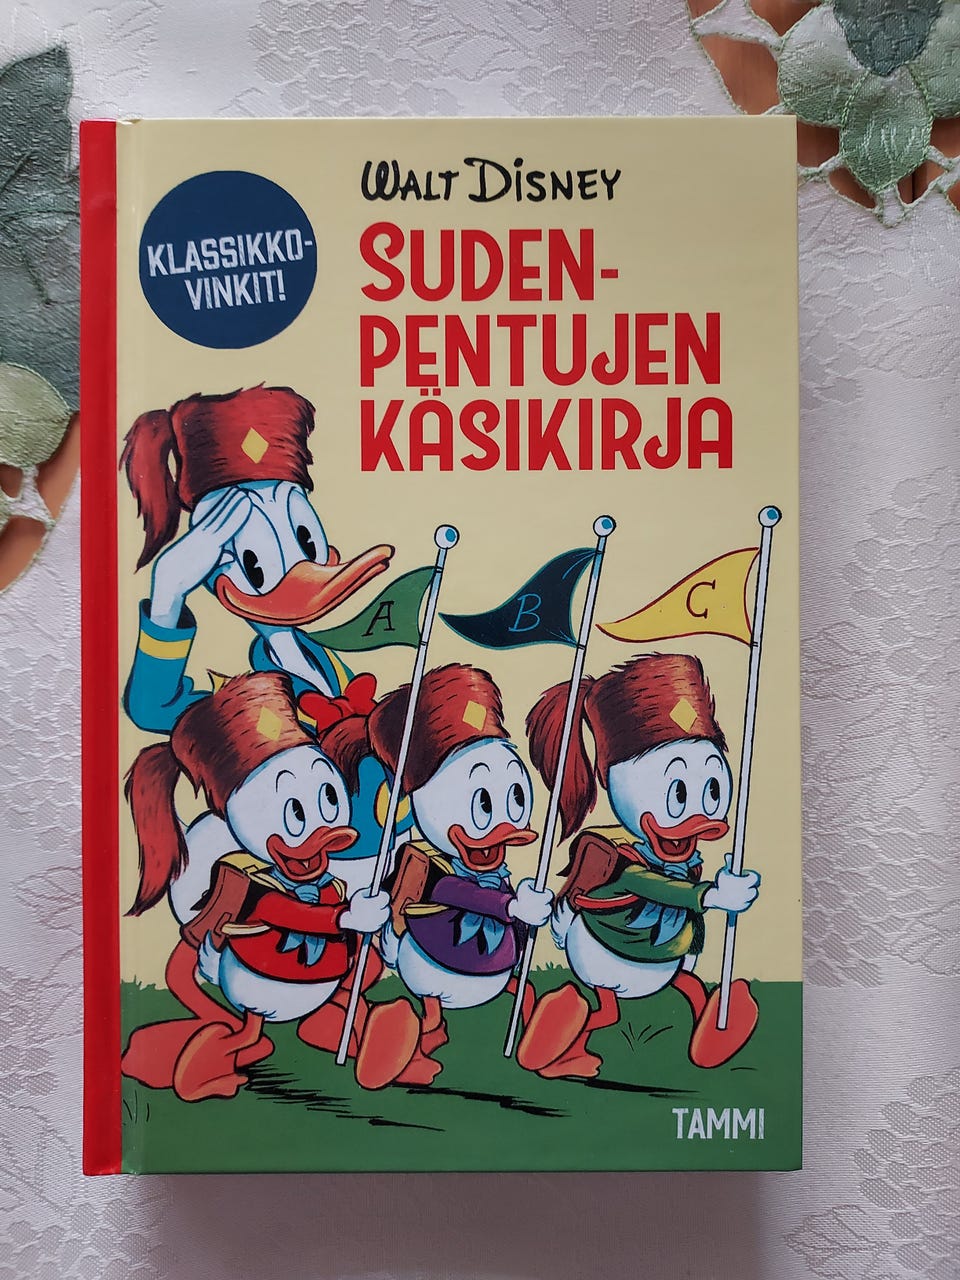 KLASSIKKO-
VINKIT!
WALT DISNEY
SUDEN-
PENTUJEN
KÄSIKIRJA
A
B
C
TAMMI